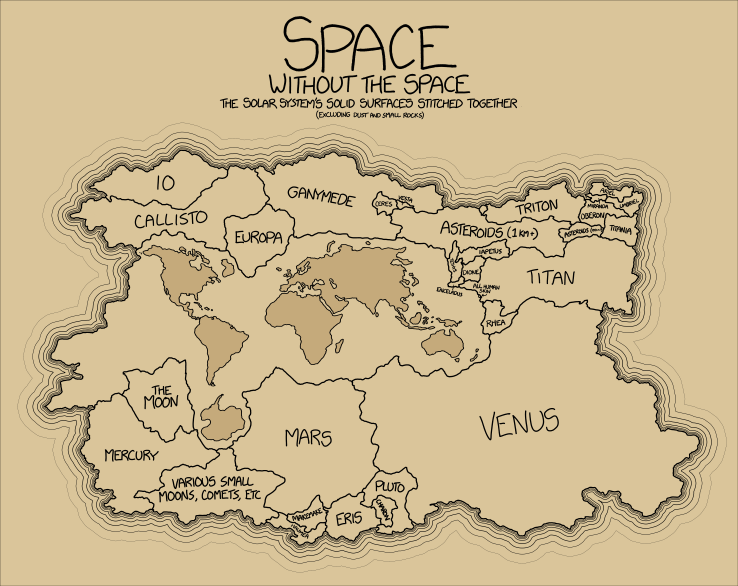 SPACE
WITHOUT THE SPACE
THE SOLAR SYSTEM'S SOLID SURFACES STITCHED TOGETHER
(EXCLUDING DUST AND SMALL ROCKS)
IO
GANYMEDE
CERES
VESTA
CALLISTO
EUROPA
ASTEROIDS (1 KM+)
TRITON
ARIEL
MIRANDA
UMBRIEL
OBERON
TITANIA
ASTEROIDS
IAPETUS
DIONE
TITAN
ENCELADUS
ALL HUMAN
SKIN
RHEA
THE
MOON
MERCURY
MARS
VENUS
VARIOUS SMALL
MOONS, COMETS, ETC
MAKEMAKE
ERIS
PLUTO
CHARON